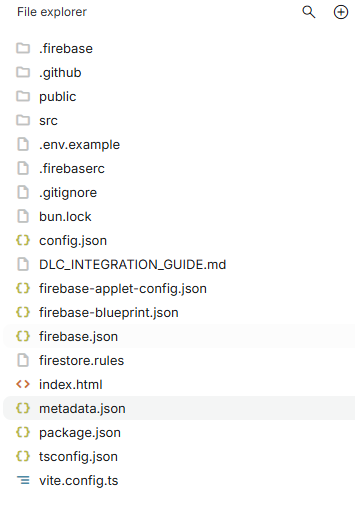 File explorer
.firebase
.github
public
src
.env.example
.firebaserc
.gitignore
bun.lock
config.json
DLC_INTEGRATION_GUIDE.md
firebase-applet-config.json
firebase-blueprint.json
firebase.json
firestore.rules
index.html
metadata.json
package.json
tsconfig.json
vite.config.ts